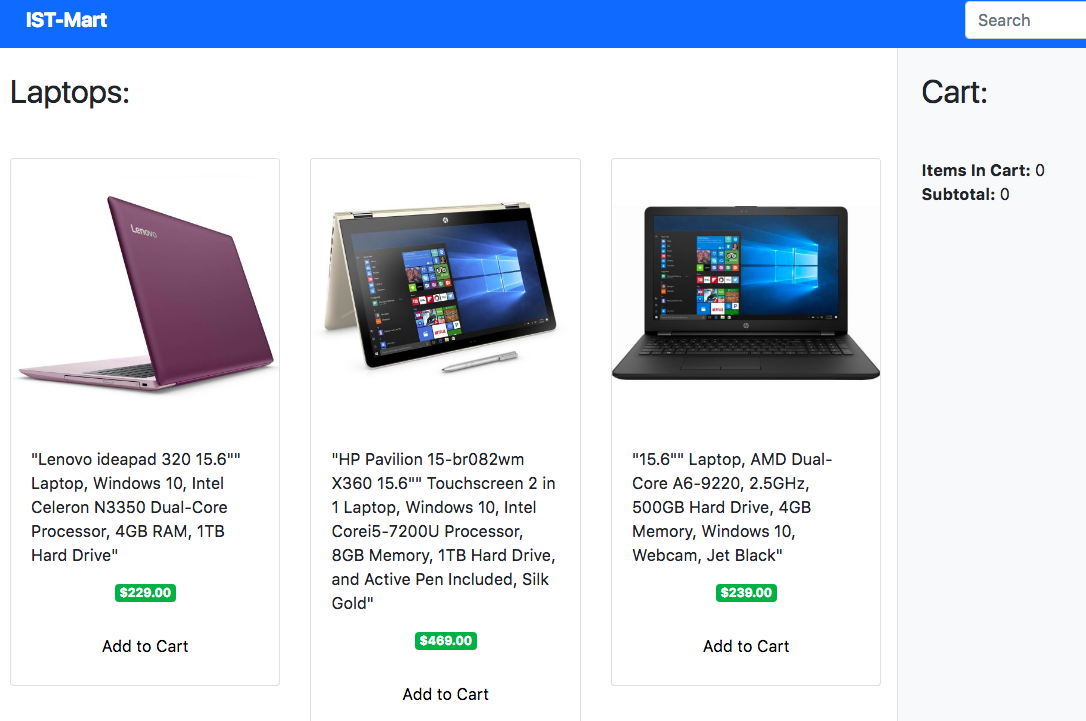 IST-Mart
Search
Laptops:
Cart:
Items In Cart: 0
Subtotal: 0
Lenovo
"Lenovo ideapad 320 15.6""
Laptop, Windows 10, Intel
Celeron N3350 Dual-Core
Processor, 4GB RAM, 1TB
Hard Drive"
$229.00
Add to Cart
"HP Pavilion 15-br082wm
X360 15.6"" Touchscreen 2 in
1 Laptop, Windows 10, Intel
Corei5-7200U Processor,
8GB Memory, 1TB Hard Drive,
and Active Pen Included, Silk
Gold"
$469.00
Add to Cart
"15.6"" Laptop, AMD Dual-
Core A6-9220, 2.5GHz,
500GB Hard Drive, 4GB
Memory, Windows 10,
Webcam, Jet Black"
$239.00
Add to Cart